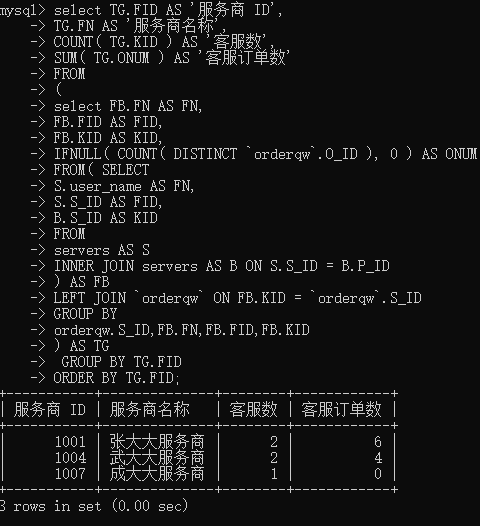 mysql> select TG.FID AS '服务商 ID',
-> TG.FN AS '服务商名称',
-> COUNT( TG.KID ) AS '客服数',
-> SUM( TG.ONUM ) AS '客服订单数'
-> FROM
-> (
-> select FB.FN AS FN,
-> FB.FID AS FID,
-> FB.KID AS KID,
-> IFNULL( COUNT( DISTINCT `orderqw`.O_ID ), 0 ) AS ONUM
-> FROM( SELECT
-> S.user_name AS FN,
-> S.S_ID AS FID,
-> B.S_ID AS KID
-> FROM
-> servers AS S
-> INNER JOIN servers AS B ON S.S_ID = B.P_ID
-> ) AS FB
-> LEFT JOIN `orderqw` ON FB.KID = `orderqw`.S_ID
-> GROUP BY
-> orderqw.S_ID,FB.FN,FB.FID,FB.KID
-> ) AS TG
->  GROUP BY TG.FID
-> ORDER BY TG.FID;
+-----------+----------------+-----------+--------------+
| 服务商 ID | 服务商名称 | 客服数 | 客服订单数 |
+-----------+----------------+-----------+--------------+
| 1001 | 张大大服务商 | 2 | 6 |
| 1004 | 武大大服务商 | 2 | 4 |
| 1007 | 成大大服务商 | 1 | 0 |
+-----------+----------------+-----------+--------------+
3 rows in set (0.00 sec)